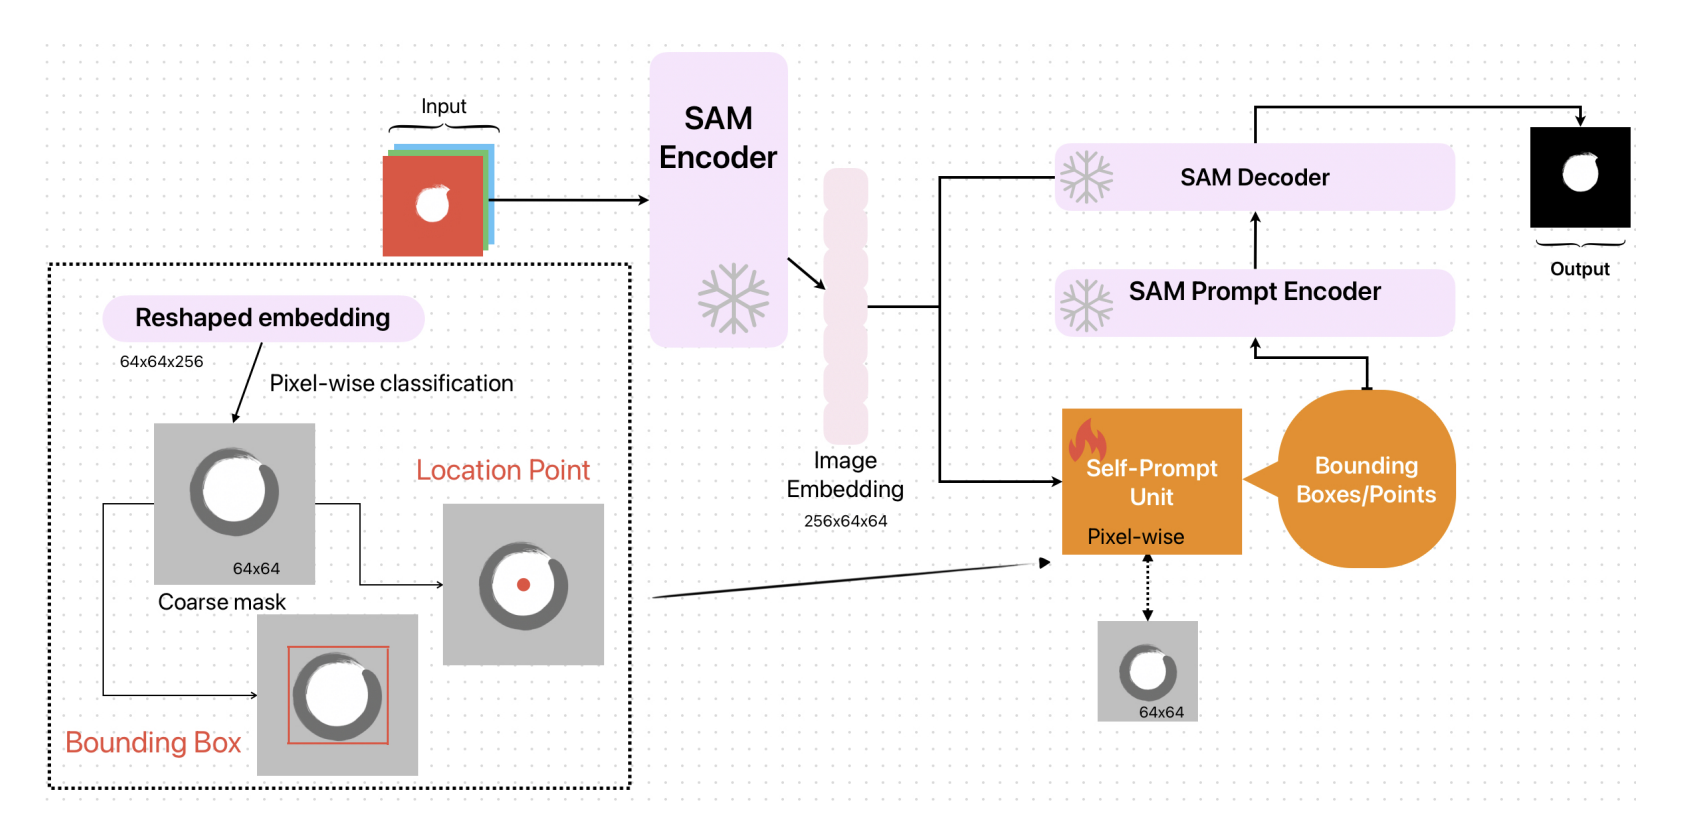 Input
SAM
Encoder
SAM Decoder
Output
SAM Prompt Encoder
Reshaped embedding
64x64x256
Pixel-wise classification
Location Point
64x64
Coarse mask
Bounding Box
Image
Embedding
256x64x64
Self-Prompt
Unit
Pixel-wise
Bounding
Boxes/Points
64x64